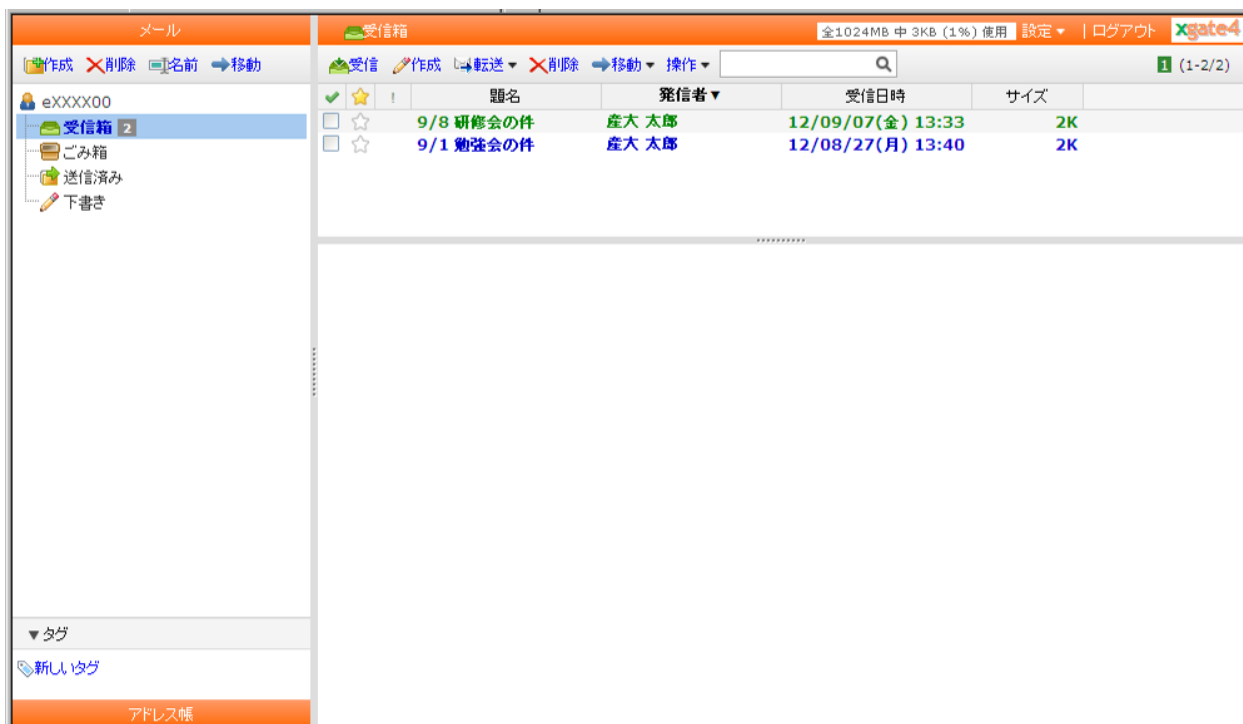 メール
作成 削除 名前 移動
eXXXX00
受信箱 2
ごみ箱
送信済み
下書き
▼タグ
新しいタグ
アドレス帳
受信箱 全1024MB 中 3KB (1%) 使用 設定▼ | ログアウト xgate4
受信 作成 転送▼ 削除 移動▼ 操作▼ 1 (1-2/2)
! 題名 発信者▼ 受信日時 サイズ
9/8 研修会の件 産大 太郎 12/09/07(金) 13:33 2K
9/1 勉強会の件 産大 太郎 12/08/27(月) 13:40 2K